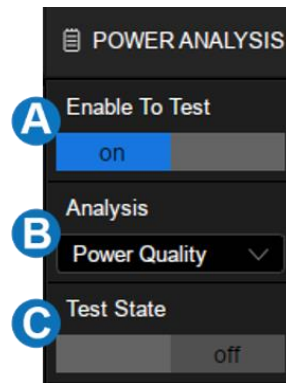 POWER ANALYSIS
A
Enable To Test
on
B
Analysis
Power Quality
C
Test State
off